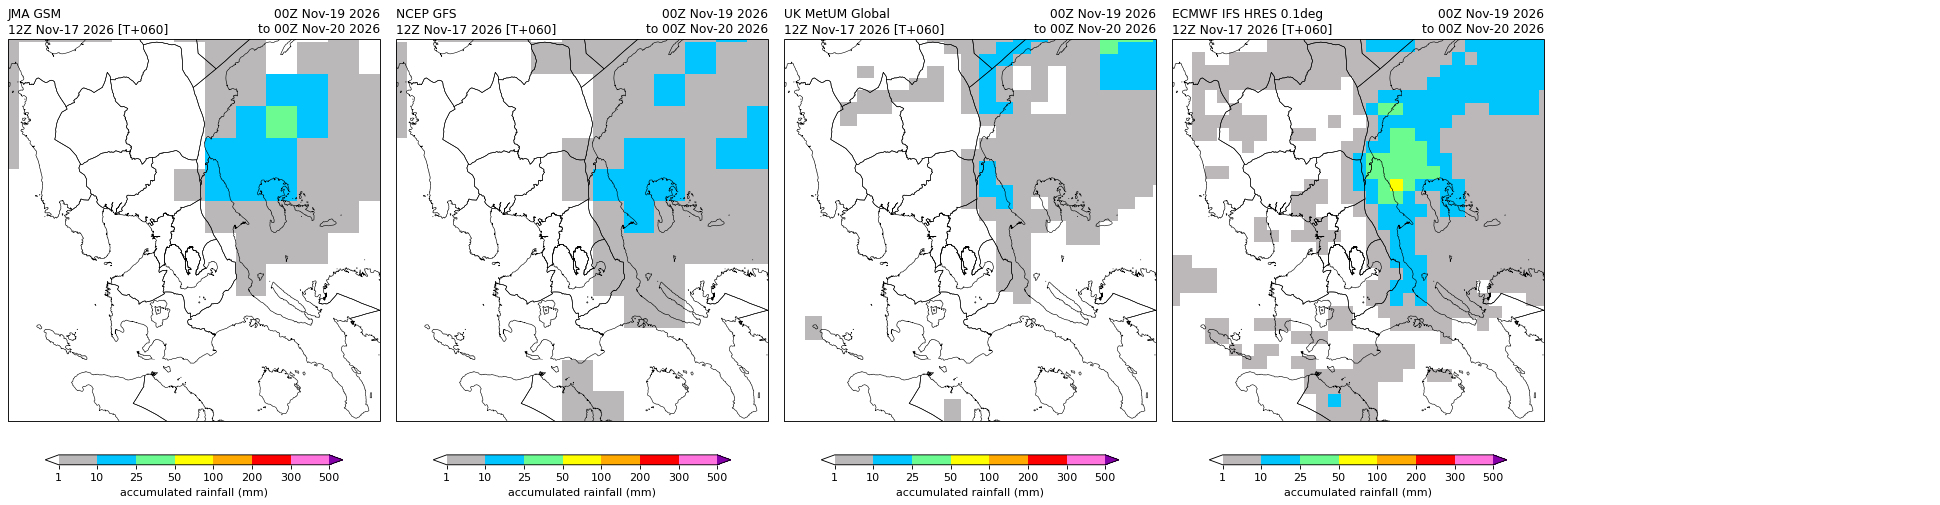 JMA GSM 00Z Nov-19 2026
12Z Nov-17 2026 [T+060] to 00Z Nov-20 2026
NCEP GFS 00Z Nov-19 2026
12Z Nov-17 2026 [T+060] to 00Z Nov-20 2026
UK MetUM Global 00Z Nov-19 2026
12Z Nov-17 2026 [T+060] to 00Z Nov-20 2026
ECMWF IFS HRES 0.1deg 00Z Nov-19 2026
12Z Nov-17 2026 [T+060] to 00Z Nov-20 2026
1 10 25 50 100 200 300 500
accumulated rainfall (mm)
1 10 25 50 100 200 300 500
accumulated rainfall (mm)
1 10 25 50 100 200 300 500
accumulated rainfall (mm)
1 10 25 50 100 200 300 500
accumulated rainfall (mm)